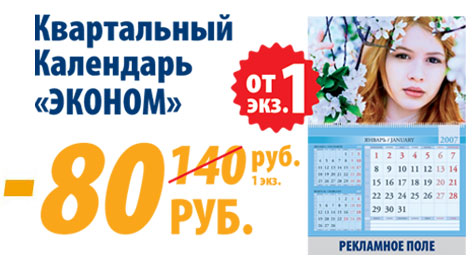 Квартальный
Календарь
«ЭКОНОМ»
от
экз.1
-80
140 руб.
1 экз.
РУБ.
ЯНВАРЬ / JANUARY 2007
1 2 3 4 5 6 7
8 9 10 11 12 13 14
15 16 17 18 19 20 21
22 23 24 25 26 27 28
29 30 31
РЕКЛАМНОЕ ПОЛЕ